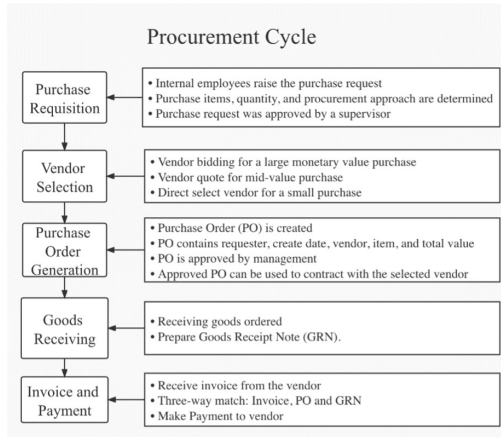 Procurement Cycle
Purchase
Requisition
• Internal employees raise the purchase request
• Purchase items, quantity, and procurement approach are determined
• Purchase request was approved by a supervisor
Vendor
Selection
• Vendor bidding for a large monetary value purchase
• Vendor quote for mid-value purchase
• Direct select vendor for a small purchase
Purchase
Order
Generation
• Purchase Order (PO) is created
• PO contains requester, create date, vendor, item, and total value
• PO is approved by management
• Approved PO can be used to contract with the selected vendor
Goods
Receiving
• Receiving goods ordered
• Prepare Goods Receipt Note (GRN).
Invoice and
Payment
• Receive invoice from the vendor
• Three-way match: Invoice, PO and GRN
• Make Payment to vendor